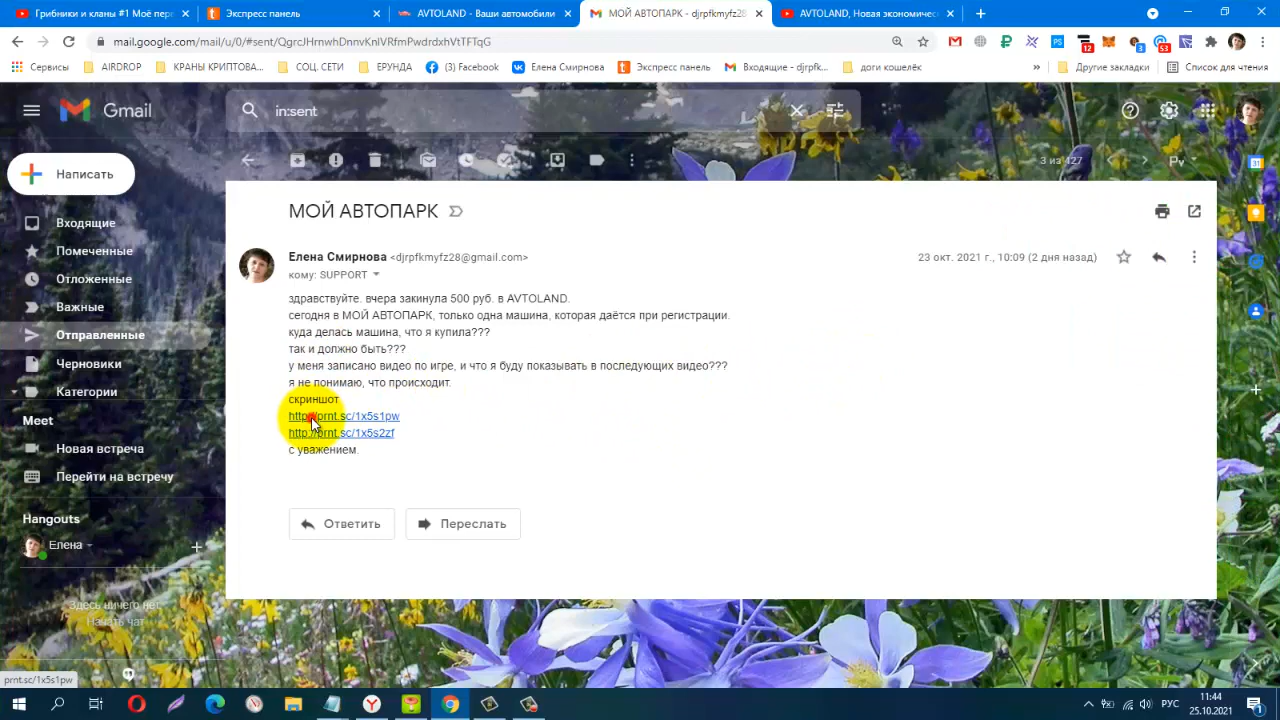 Грибники и кланы #1 Моё пер
Экспресс панель
AVTOLAND - Ваши автомобили
МОЙ АВТОПАРК - djrpfkmyfz28
AVTOLAND, Новая экономичес
mail.google.com/mail/u/0/#sent/QgrcJHrnwhDnnvKnlVRfmPwdrdxhVtTFTqG
Сервисы
AIRDROP
КРАНЫ КРИПТОВА...
СОЦ. СЕТИ
ЕРУНДА
(3) Facebook
Елена Смирнова
Экспресс панель
Входящие - djrpfk...
доги кошелёк
»
Другие закладки
Список для чтения
Gmail
in:sent
Написать
3 из 427
Входящие
Помеченные
Отложенные
Важные
Отправленные
Черновики
Категории
Meet
Новая встреча
Перейти на встречу
Hangouts
Елена
Здесь ничего нет.
Начать чат
МОЙ АВТОПАРК
Елена Смирнова <djrpfkmyfz28@gmail.com>
23 окт. 2021 г., 10:09 (2 дня назад)
кому: SUPPORT
здравствуйте. вчера закинула 500 руб. в AVTOLAND.
сегодня в МОЙ АВТОПАРК, только одна машина, которая даётся при регистрации.
куда делась машина, что я купила???
так и должно быть???
у меня записано видео по игре, и что я буду показывать в последующих видео???
я не понимаю, что происходит.
скриншот
http://prnt.sc/1x5s1pw
http://prnt.sc/1x5s2zf
с уважением.
Ответить
Переслать
prnt.sc/1x5s1pw
РУС
11:44
25.10.2021